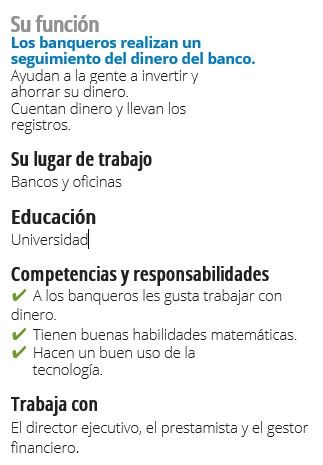 Su función
Los banqueros realizan un
seguimiento del dinero del banco.
Ayudan a la gente a invertir y
ahorrar su dinero.
Cuentan dinero y llevan los
registros.
Su lugar de trabajo
Bancos y oficinas
Educación
Universidad
Competencias y responsabilidades
✔ A los banqueros les gusta trabajar con
dinero.
✔ Tienen buenas habilidades matemáticas.
✔ Hacen un buen uso de la
tecnología.
Trabaja con
El director ejecutivo, el prestamista y el gestor
financiero.